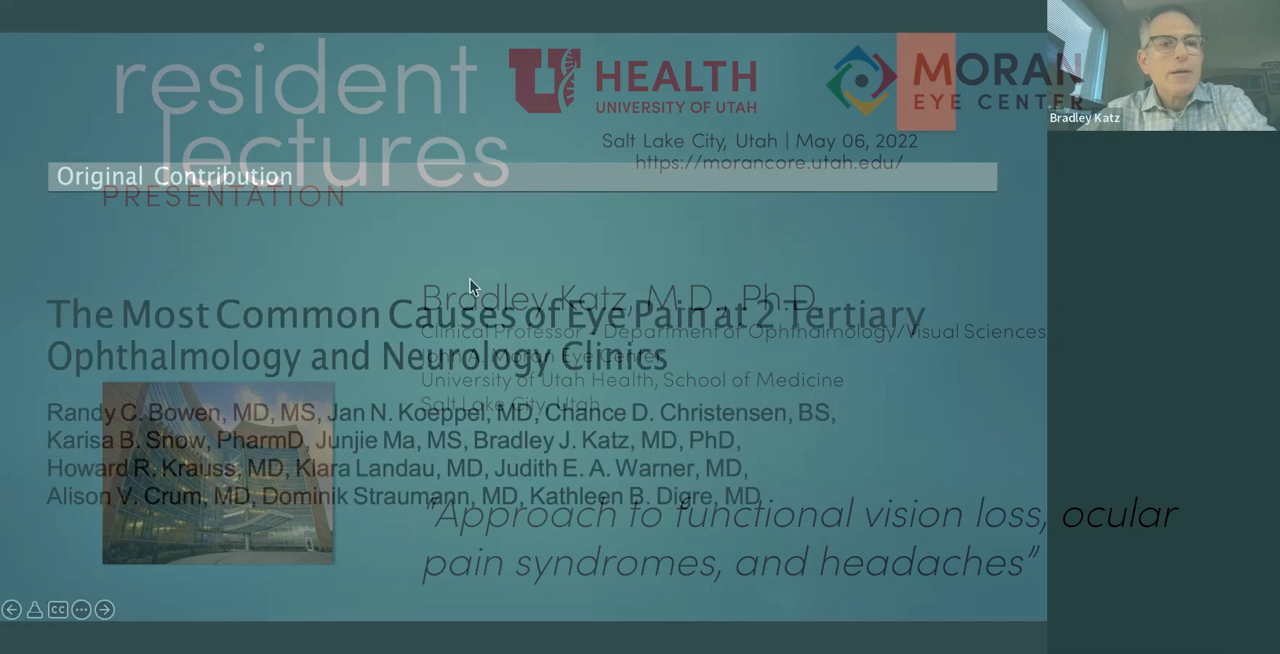 resident
lectures
PRESENTATION
U HEALTH
UNIVERSITY OF UTAH
MORAN
EYE CENTER
Salt Lake City, Utah | May 06, 2022
https://morancore.utah.edu/
Bradley Katz
Original Contribution
Bradley Katz, M.D., Ph.D.
Clinical Professor - Department of Ophthalmology/Visual Sciences
John A. Moran Eye Center
University of Utah Health, School of Medicine
Salt Lake City, Utah
The Most Common Causes of Eye Pain at 2 Tertiary
Ophthalmology and Neurology Clinics
Randy C. Bowen, MD, MS, Jan N. Koeppel, MD, Chance D. Christensen, BS,
Karisa B. Snow, PharmD, Junjie Ma, MS, Bradley J. Katz, MD, PhD,
Howard R. Krauss, MD, Klara Landau, MD, Judith E. A. Warner, MD,
Alison V. Crum, MD, Dominik Straumann, MD, Kathleen B. Digre, MD
"Approach to functional vision loss, ocular
pain syndromes, and headaches"
CC